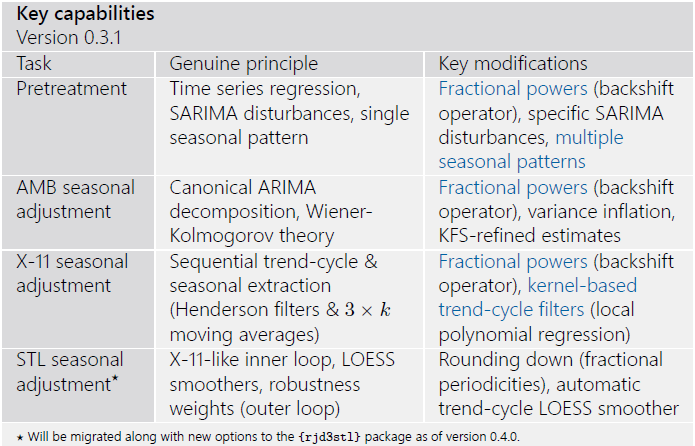 Key capabilities
Version 0.3.1
Task Genuine principle Key modifications
Pretreatment Time series regression, Fractional powers (backshift
SARIMA disturbances, single operator), specific SARIMA
seasonal pattern disturbances, multiple
seasonal patterns
AMB seasonal Canonical ARIMA Fractional powers (backshift
adjustment decomposition, Wiener- operator), variance inflation,
Kolmogorov theory KFS-refined estimates
X-11 seasonal Sequential trend-cycle & Fractional powers (backshift
adjustment seasonal extraction operator), kernel-based
(Henderson filters & 3 × k trend-cycle filters (local
moving averages) polynomial regression)
STL seasonal X-11-like inner loop, LOESS Rounding down (fractional
adjustment★ smoothers, robustness periodicities), automatic
weights (outer loop) trend-cycle LOESS smoother
★ Will be migrated along with new options to the {rjd3stl} package as of version 0.4.0.